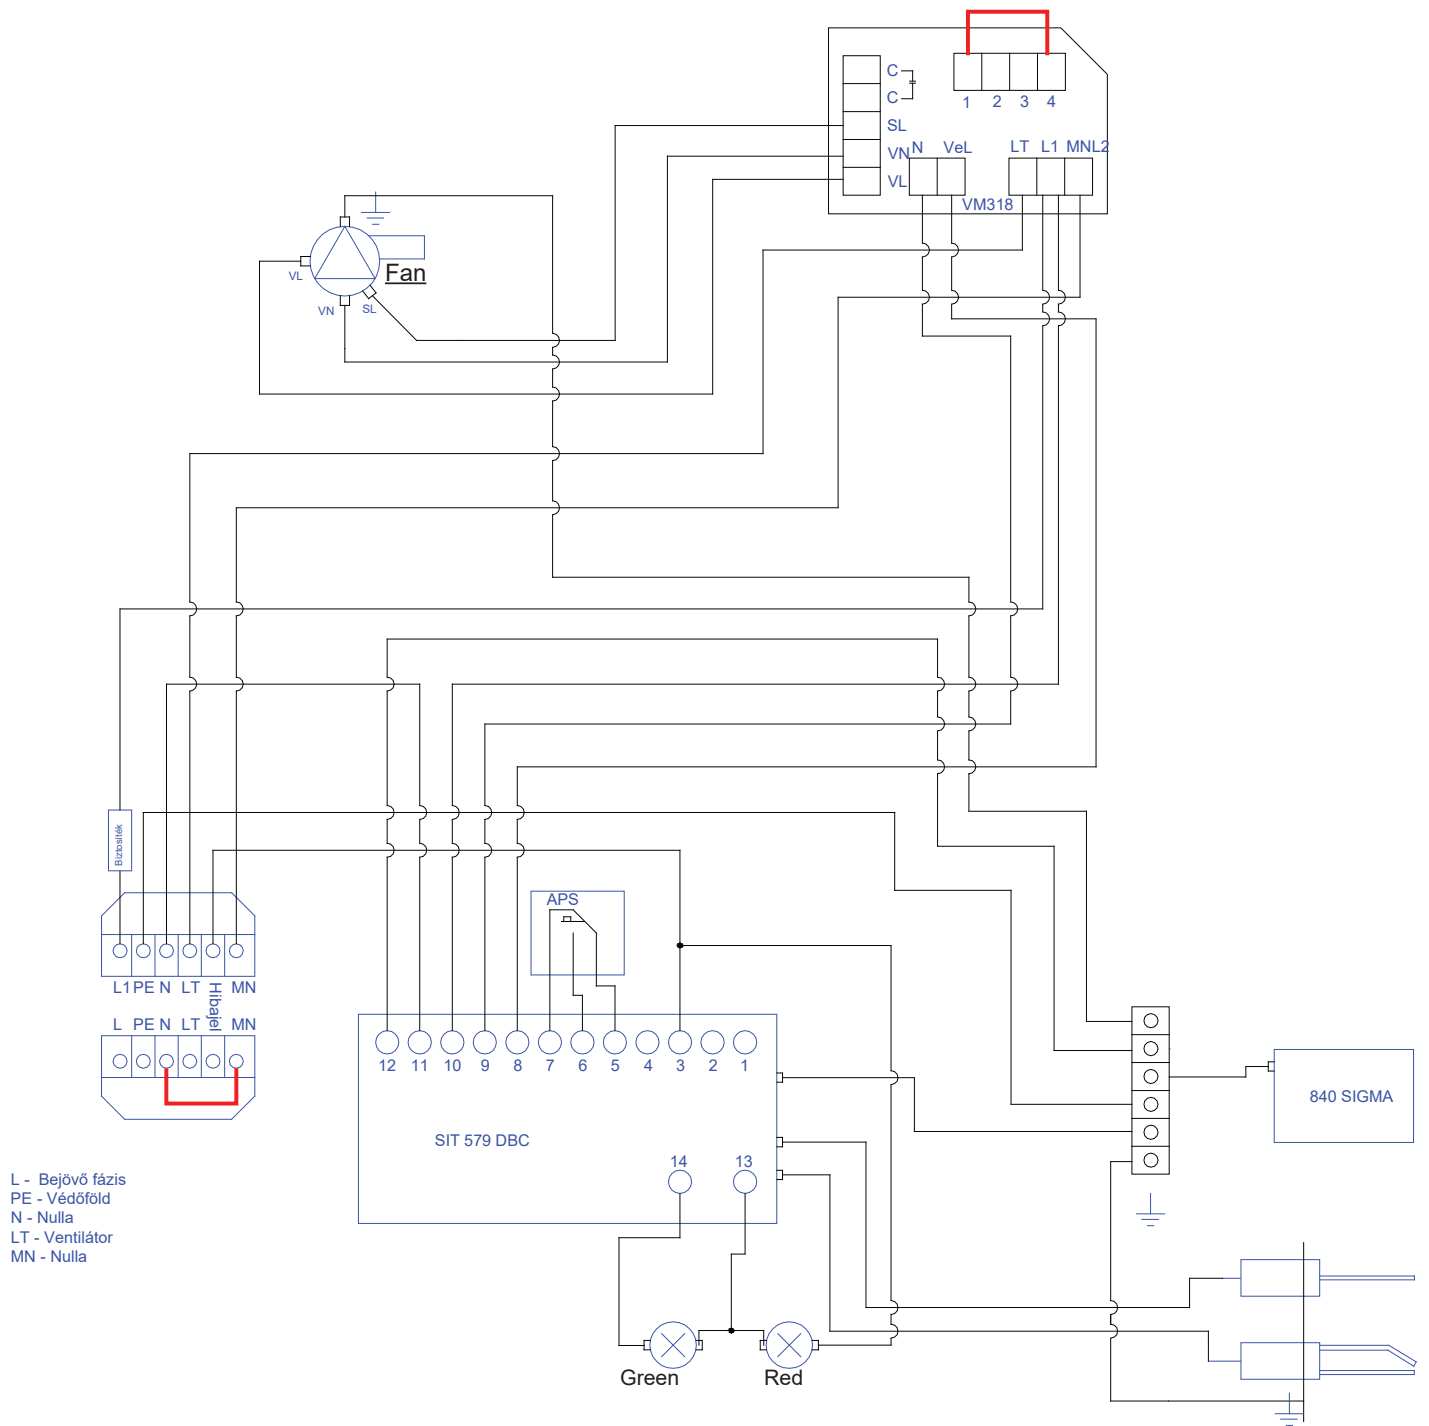 C
C
SL
VN
VL
1 2 3 4
N VeL
LT L1 MNL2
VM318
Fan
VL
VN
SL
Biztosíték
L1 PE N LT Hibajel MN
L PE N LT MN
APS
12 11 10 9 8 7 6 5 4 3 2 1
SIT 579 DBC
14 13
840 SIGMA
L - Bejövő fázis
PE - Védőföld
N - Nulla
LT - Ventilátor
MN - Nulla
Green
Red